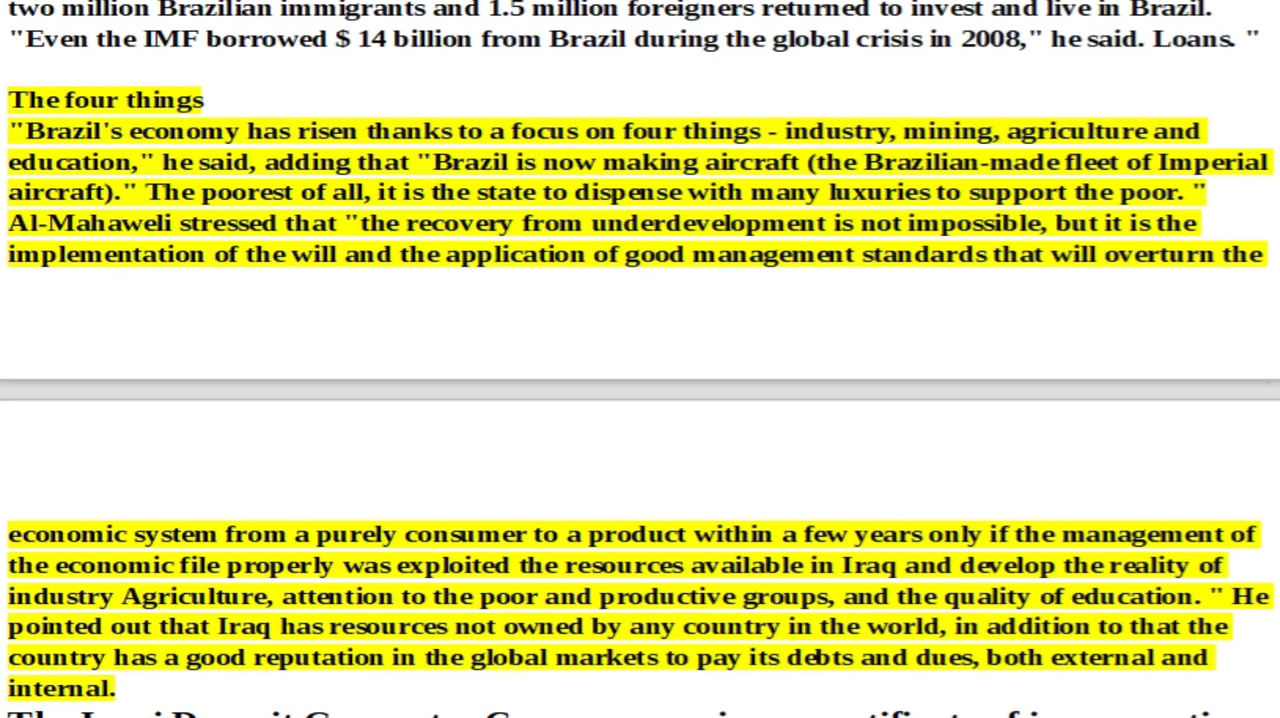 two million Brazilian immigrants and 1.5 million foreigners returned to invest and live in Brazil.
"Even the IMF borrowed $ 14 billion from Brazil during the global crisis in 2008," he said. Loans. "
The four things
"Brazil's economy has risen thanks to a focus on four things - industry, mining, agriculture and
education," he said, adding that "Brazil is now making aircraft (the Brazilian-made fleet of Imperial
aircraft)." The poorest of all, it is the state to dispense with many luxuries to support the poor. "
Al-Mahaweli stressed that "the recovery from underdevelopment is not impossible, but it is the
implementation of the will and the application of good management standards that will overturn the
economic system from a purely consumer to a product within a few years only if the management of
the economic file properly was exploited the resources available in Iraq and develop the reality of
industry Agriculture, attention to the poor and productive groups, and the quality of education. " He
pointed out that Iraq has resources not owned by any country in the world, in addition to that the
country has a good reputation in the global markets to pay its debts and dues, both external and
internal.